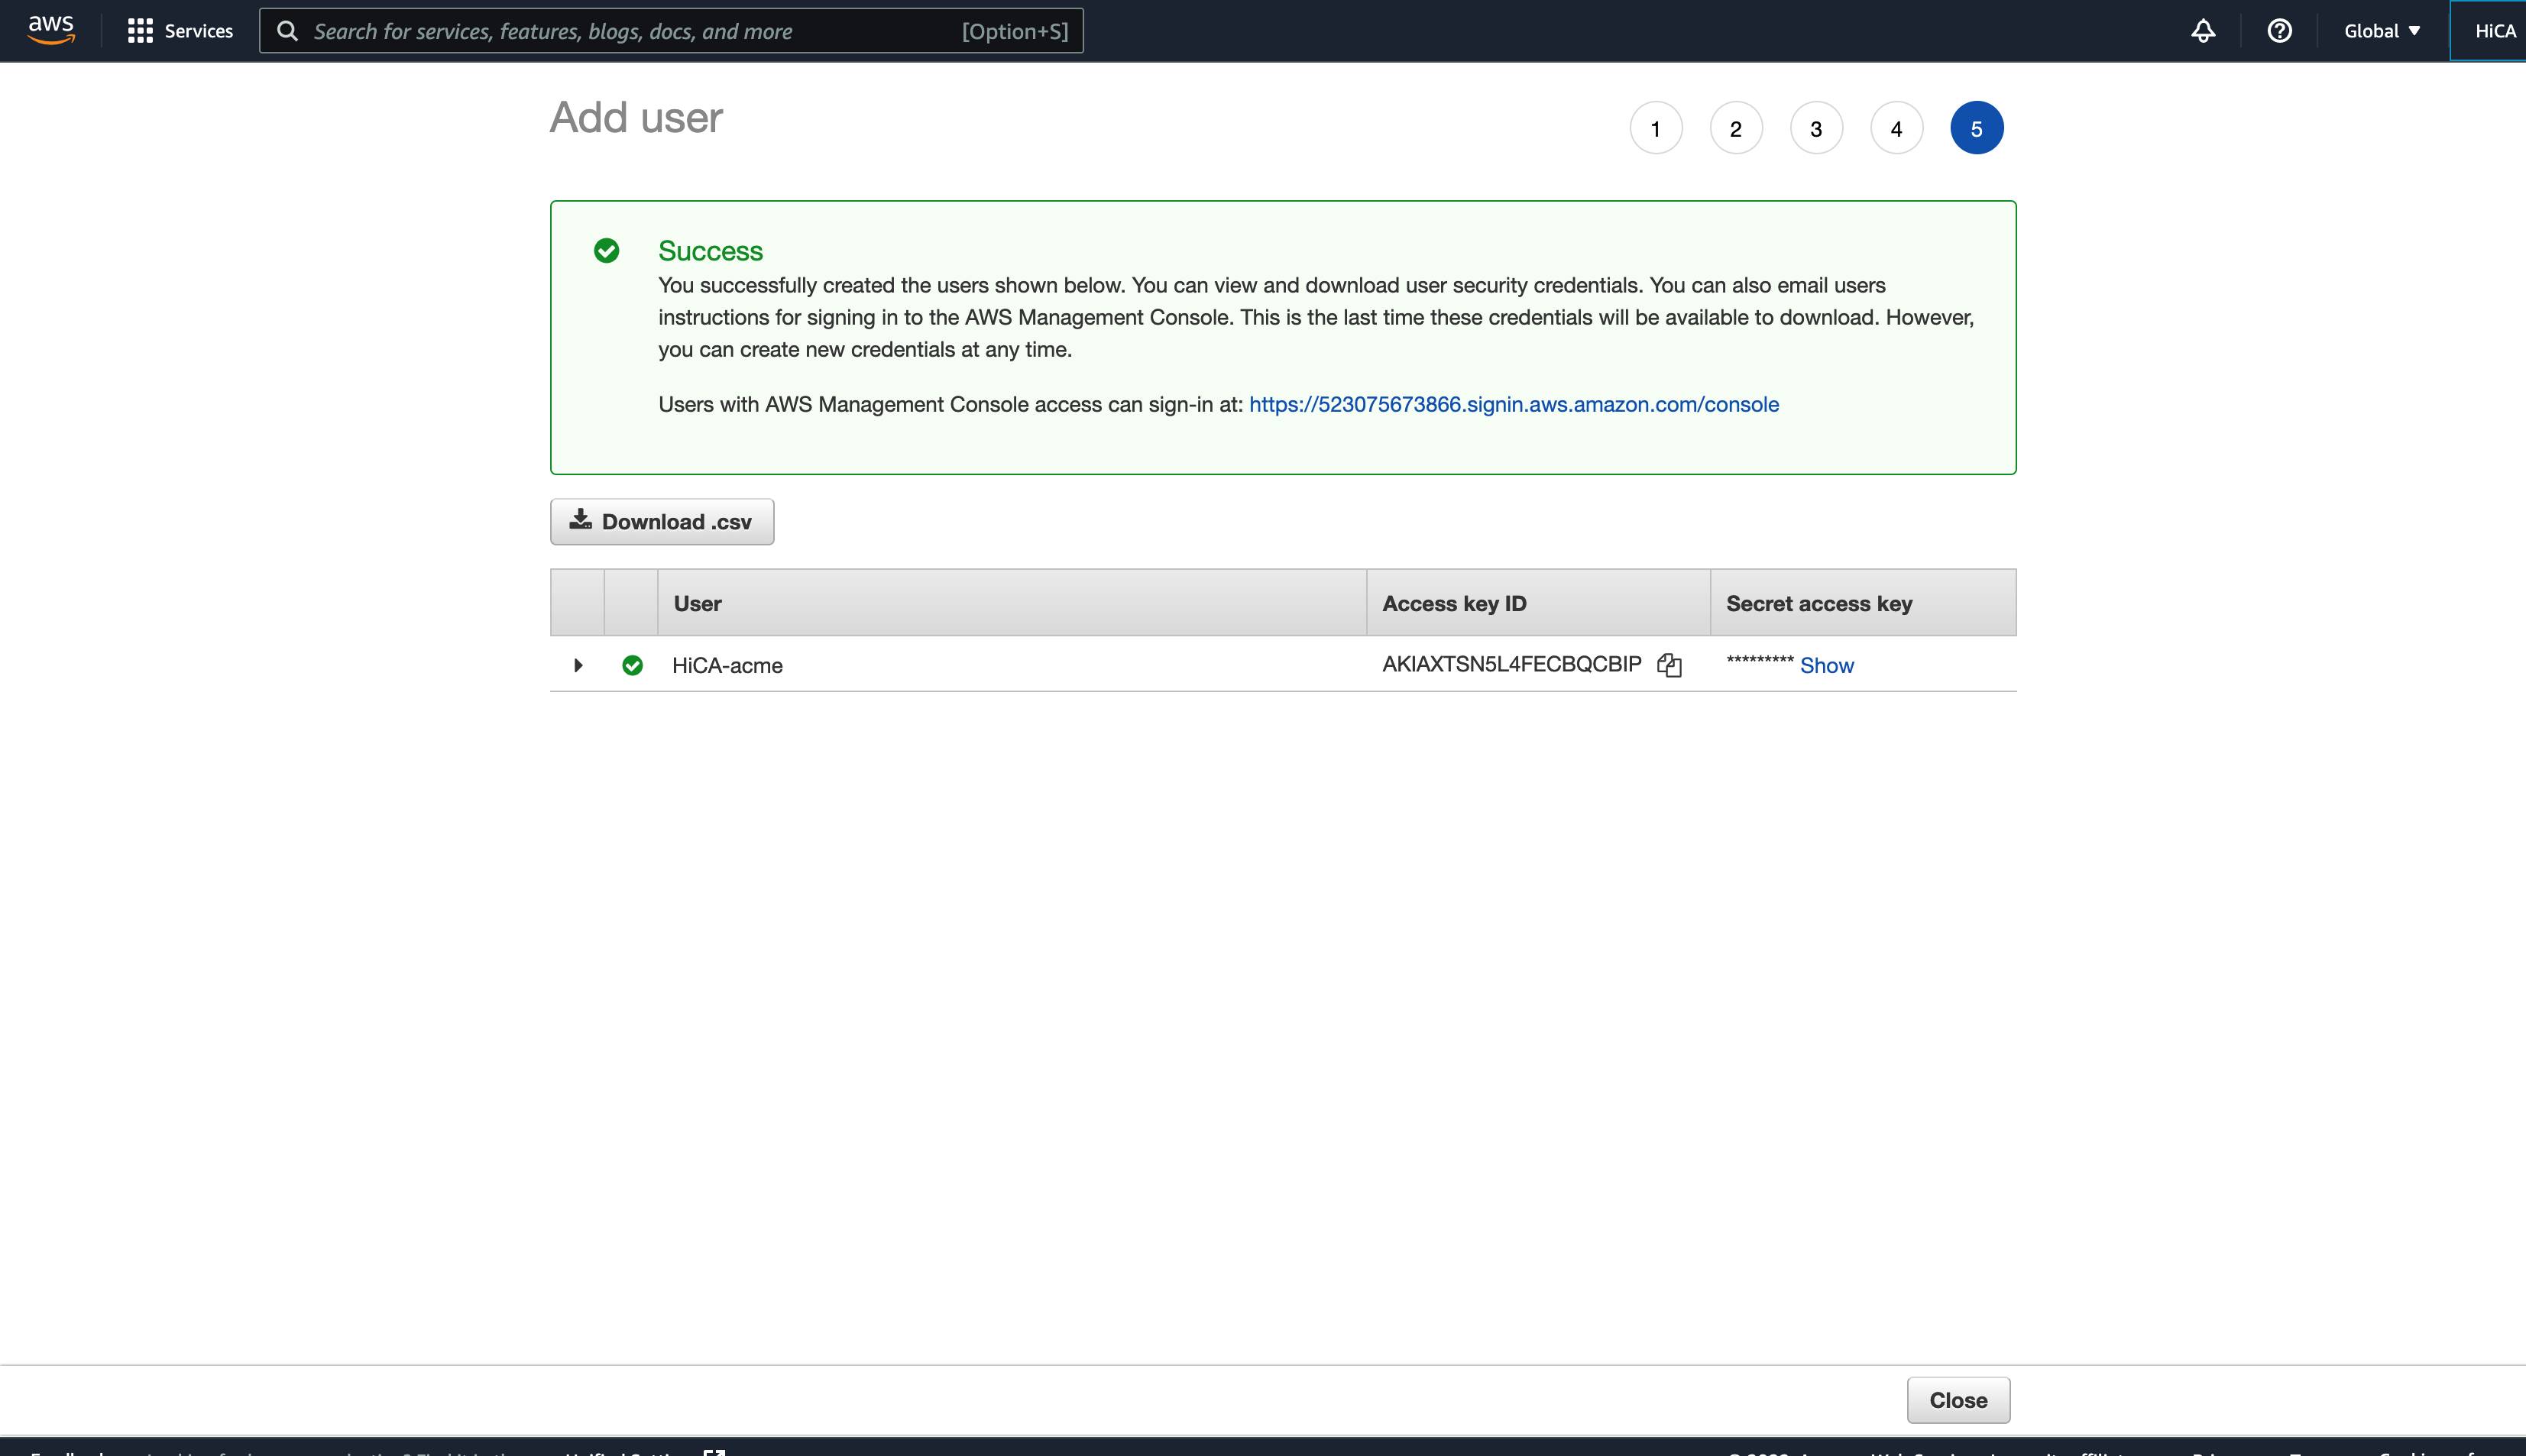 aws Services Search for services, features, blogs, docs, and more [Option+S] Global HiCA
Add user
1 2 3 4 5
Success
You successfully created the users shown below. You can view and download user security credentials. You can also email users
instructions for signing in to the AWS Management Console. This is the last time these credentials will be available to download. However,
you can create new credentials at any time.
Users with AWS Management Console access can sign-in at: https://523075673866.signin.aws.amazon.com/console
Download .csv
User Access key ID Secret access key
HiCA-acme AKIAXTSN5L4FECBQCBIP ********* Show
Close